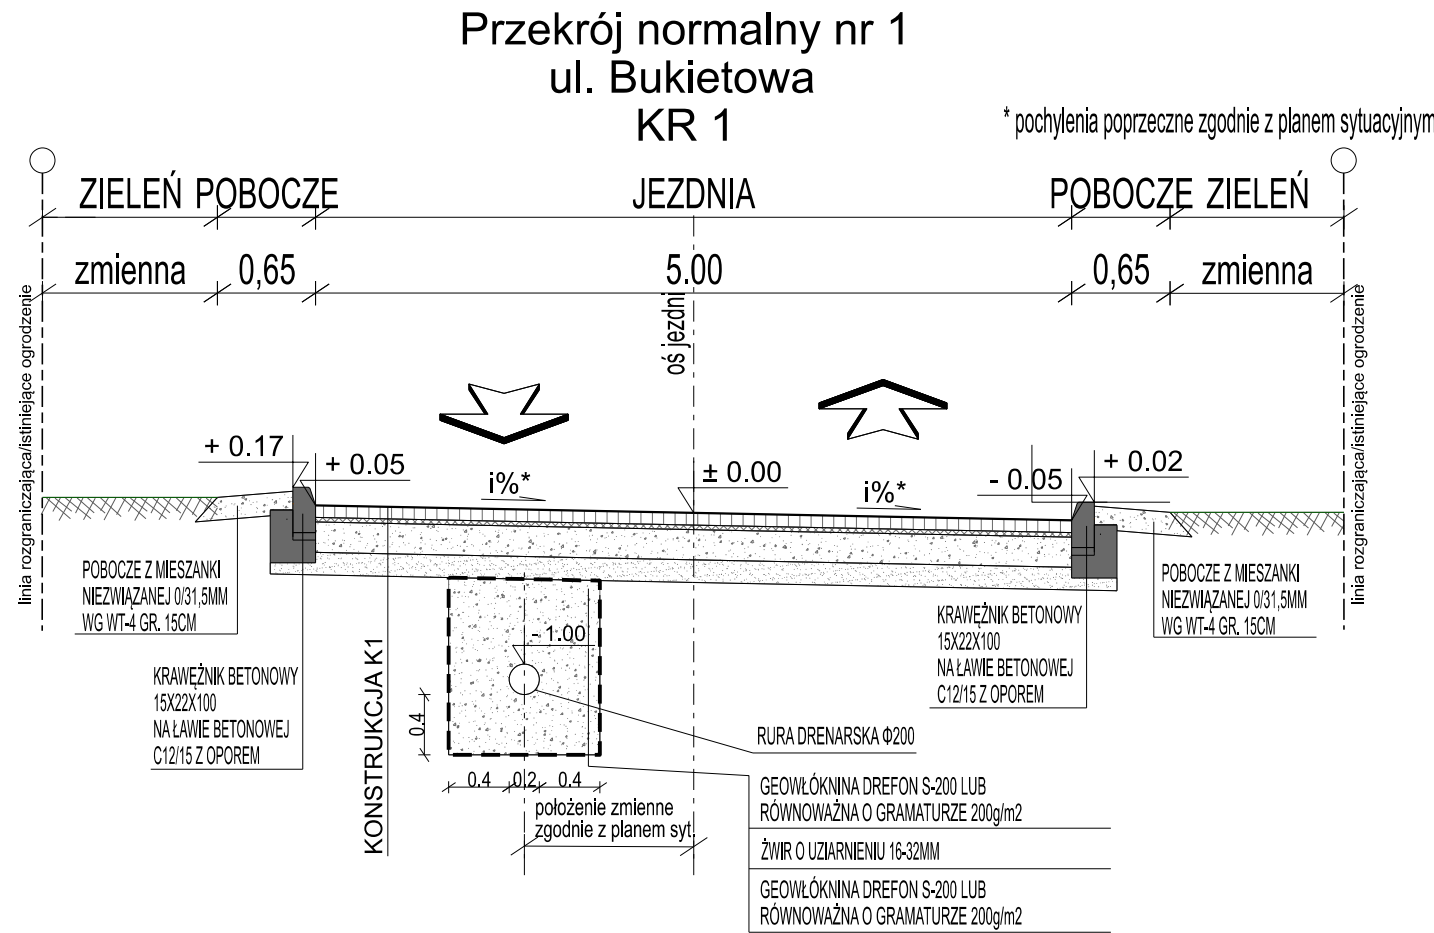 Przekrój normalny nr 1
ul. Bukietowa
KR 1
* pochylenia poprzeczne zgodnie z planem sytuacyjnym
ZIELEŃ POBOCZE JEZDNIA POBOCZE ZIELEŃ
zmienna 0,65 5.00 0,65 zmienna
linia rozgraniczająca/istniejące ogrodzenie
oś jezdni
linia rozgraniczająca/istniejące ogrodzenie
+ 0.17
+ 0.05
i%*
± 0.00
i%*
- 0.05
+ 0.02
POBOCZE Z MIESZANKI
NIEZWIĄZANEJ 0/31,5MM
WG WT-4 GR. 15CM
KRAWĘŻNIK BETONOWY
15X22X100
NA ŁAWIE BETONOWEJ
C12/15 Z OPOREM
KONSTRUKCJA K1
- 1.00
0.4
0.4 0.2 0.4
położenie zmienne
zgodnie z planem syt.
RURA DRENARSKA Φ200
GEOWŁÓKNINA DREFON S-200 LUB
RÓWNOWAŻNA O GRAMATURZE 200g/m2
ŻWIR O UZIARNIENIU 16-32MM
GEOWŁÓKNINA DREFON S-200 LUB
RÓWNOWAŻNA O GRAMATURZE 200g/m2
KRAWĘŻNIK BETONOWY
15X22X100
NA ŁAWIE BETONOWEJ
C12/15 Z OPOREM
POBOCZE Z MIESZANKI
NIEZWIĄZANEJ 0/31,5MM
WG WT-4 GR. 15CM